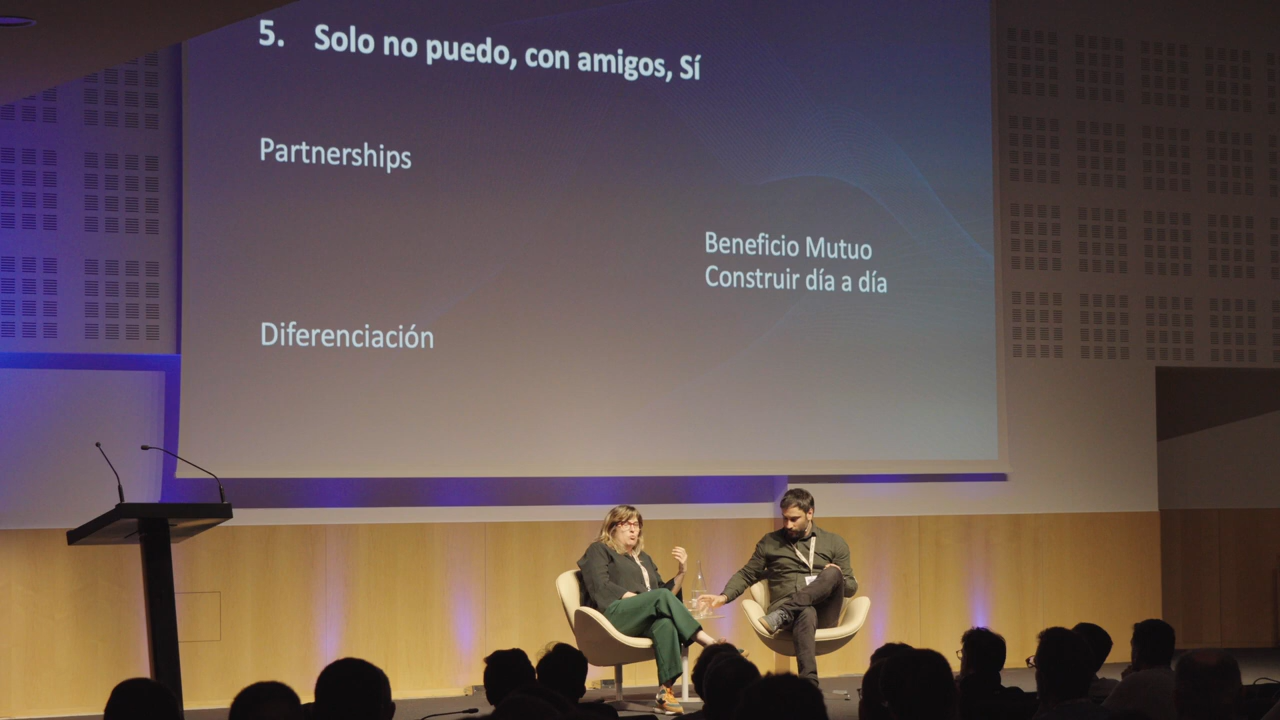 5. Solo no puedo, con amigos, Sí
Partnerships
Beneficio Mutuo
Construir día a día
Diferenciación